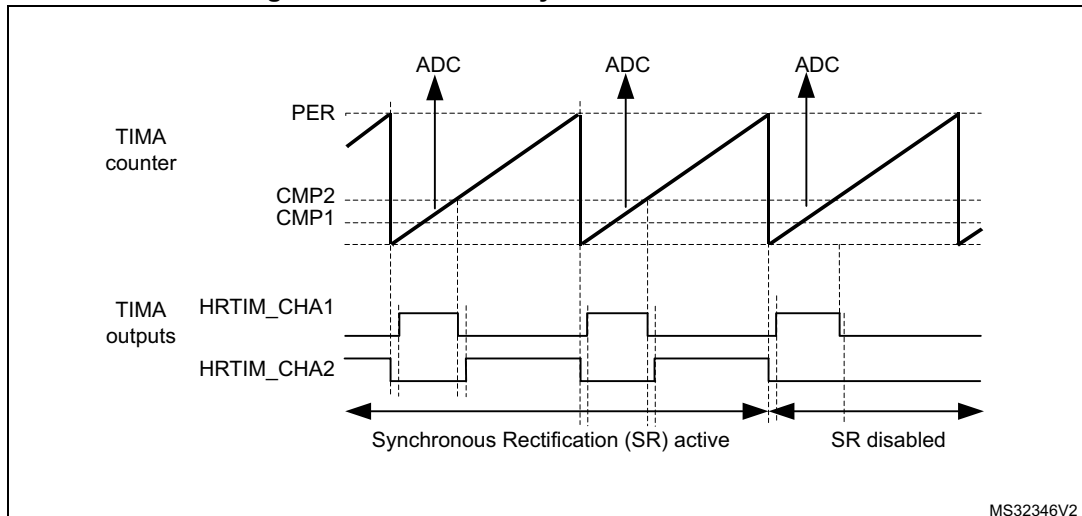 ADC ADC ADC
PER
TIMA
counter
CMP2
CMP1
TIMA
outputs
HRTIM_CHA1
HRTIM_CHA2
Synchronous Rectification (SR) active SR disabled
MS32346V2